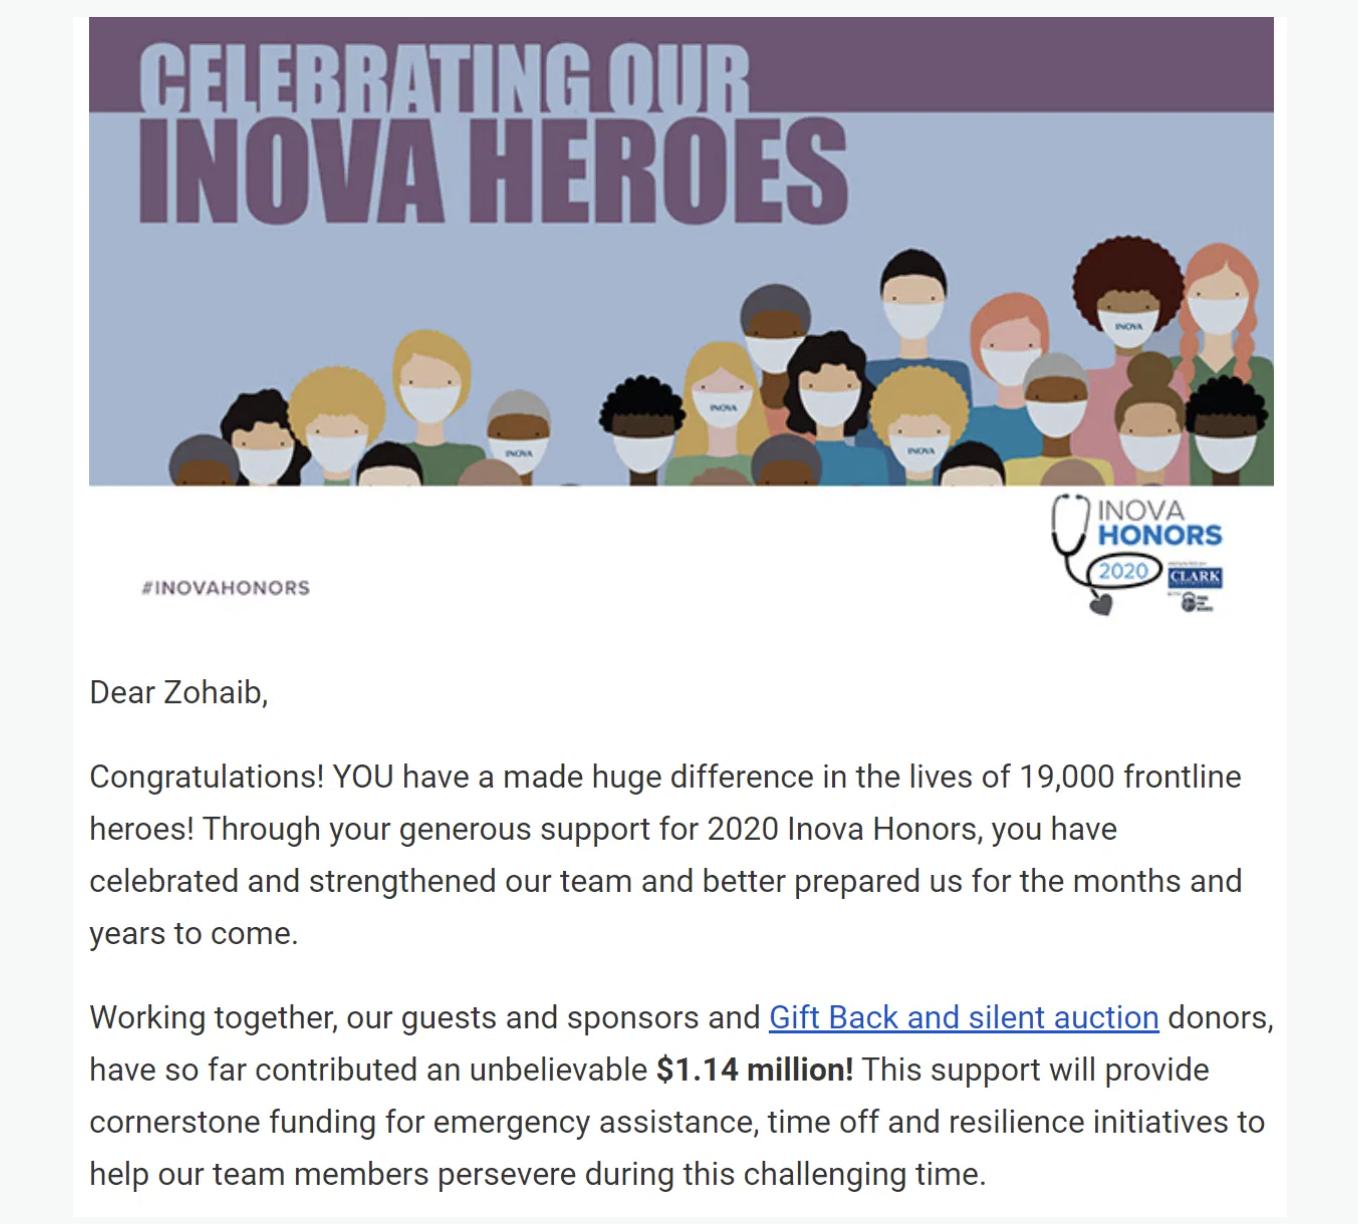 CELEBRATING OUR
INOVA HEROES
INOVA
INOVA
INOVA
INOVA
INOVA
HONORS
2020
CLARK
#INOVAHONORS
Dear Zohaib,
Congratulations! YOU have a made huge difference in the lives of 19,000 frontline
heroes! Through your generous support for 2020 Inova Honors, you have
celebrated and strengthened our team and better prepared us for the months and
years to come.
Working together, our guests and sponsors and Gift Back and silent auction donors,
have so far contributed an unbelievable $1.14 million! This support will provide
cornerstone funding for emergency assistance, time off and resilience initiatives to
help our team members persevere during this challenging time.